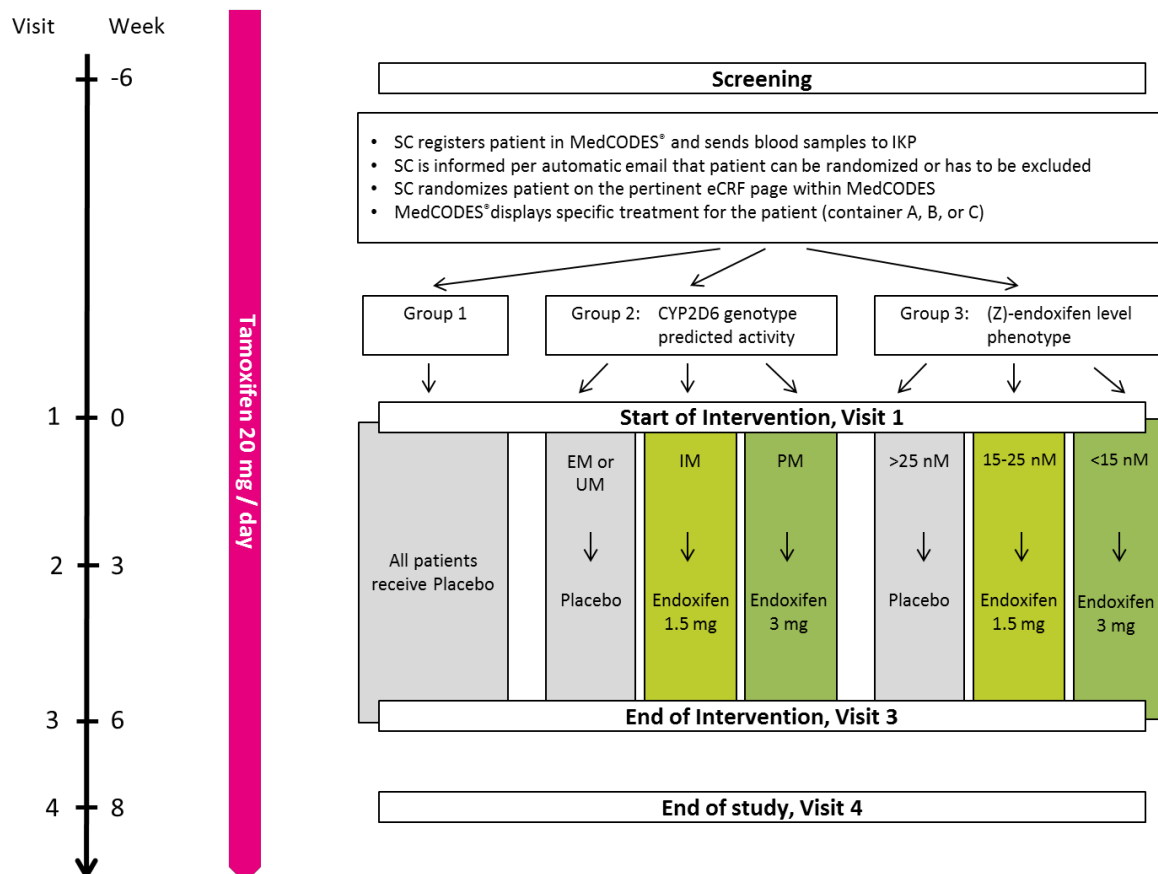 Visit Week
-6
Screening
• SC registers patient in MedCODES® and sends blood samples to IKP
• SC is informed per automatic email that patient can be randomized or has to be excluded
• SC randomizes patient on the pertinent eCRF page within MedCODES
• MedCODES®displays specific treatment for the patient (container A, B, or C)
Tamoxifen 20 mg / day
Group 1
Group 2: CYP2D6 genotype
predicted activity
Group 3: (Z)-endoxifen level
phenotype
1 0
Start of Intervention, Visit 1
All patients
receive Placebo
EM or
UM
Placebo
IM
Endoxifen
1.5 mg
PM
Endoxifen
3 mg
>25 nM
Placebo
15-25 nM
Endoxifen
1.5 mg
<15 nM
Endoxifen
3 mg
2 3
3 6
End of Intervention, Visit 3
4 8
End of study, Visit 4